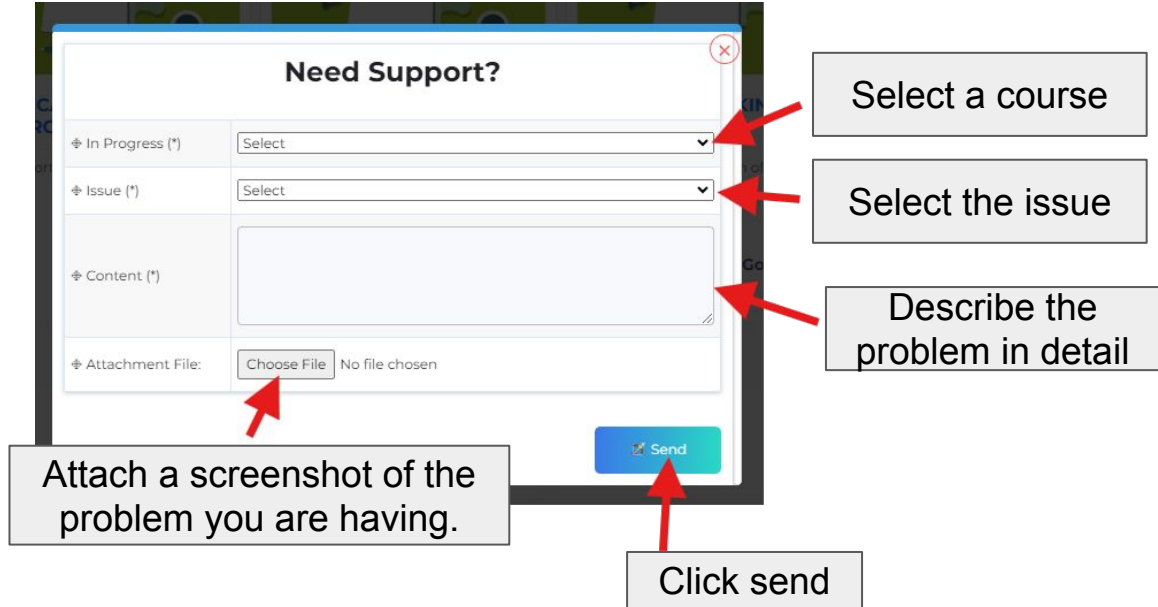 Need Support?
In Progress (*)
Select
Select a course
Issue (*)
Select
Select the issue
Content (*)
Describe the
problem in detail
Attachment File:
Choose File No file chosen
Send
Attach a screenshot of the
problem you are having.
Click send